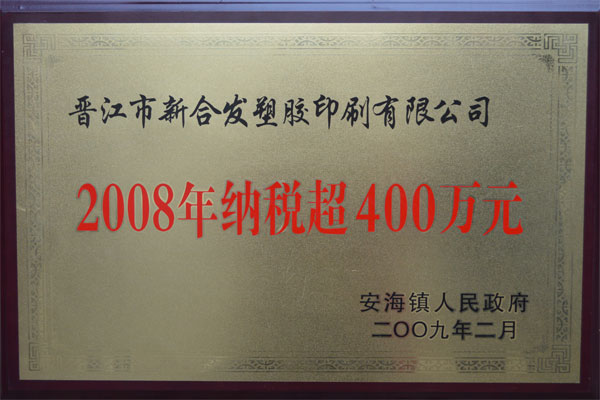 晋江市新合发塑胶印刷有限公司
2008年纳税超400万元
安海镇人民政府
二〇〇九年二月